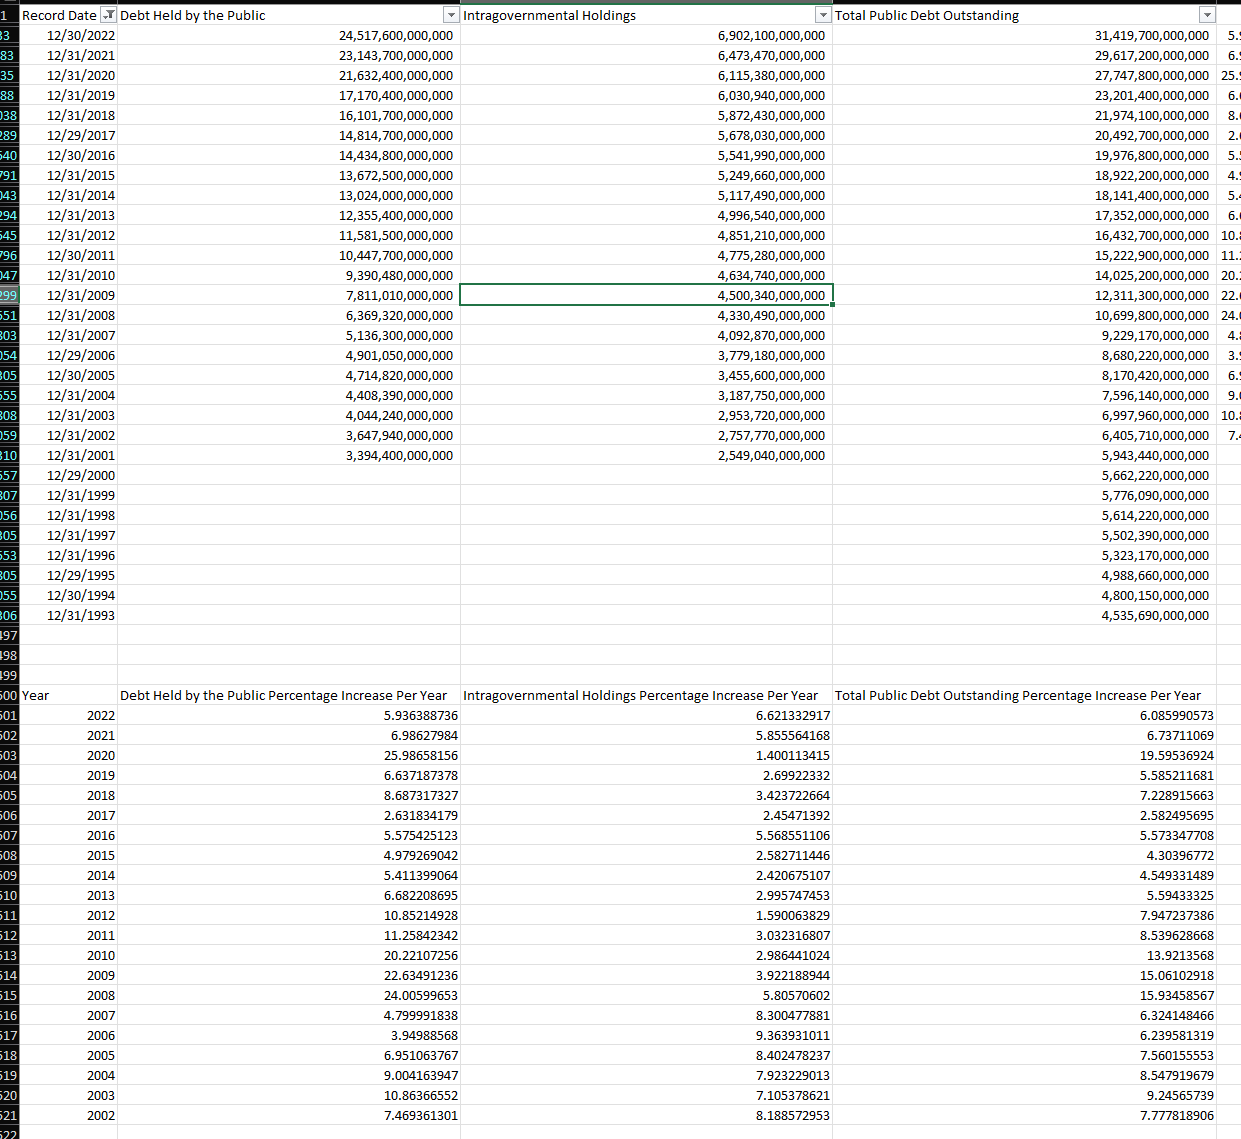 1 Record Date Debt Held by the Public Intragovernmental Holdings Total Public Debt Outstanding
33 12/30/2022 24,517,600,000,000 6,902,100,000,000 31,419,700,000,000 5.9
83 12/31/2021 23,143,700,000,000 6,473,470,000,000 29,617,200,000,000 6.9
35 12/31/2020 21,632,400,000,000 6,115,380,000,000 27,747,800,000,000 25.9
88 12/31/2019 17,170,400,000,000 6,030,940,000,000 23,201,400,000,000 6.6
038 12/31/2018 16,101,700,000,000 5,872,430,000,000 21,974,100,000,000 8.6
289 12/29/2017 14,814,700,000,000 5,678,030,000,000 20,492,700,000,000 2.6
540 12/30/2016 14,434,800,000,000 5,541,990,000,000 19,976,800,000,000 5.5
791 12/31/2015 13,672,500,000,000 5,249,660,000,000 18,922,200,000,000 4.9
043 12/31/2014 13,024,000,000,000 5,117,490,000,000 18,141,400,000,000 5.4
294 12/31/2013 12,355,400,000,000 4,996,540,000,000 17,352,000,000,000 6.6
545 12/31/2012 11,581,500,000,000 4,851,210,000,000 16,432,700,000,000 10.8
796 12/30/2011 10,447,700,000,000 4,775,280,000,000 15,222,900,000,000 11.2
047 12/31/2010 9,390,480,000,000 4,634,740,000,000 14,025,200,000,000 20.2
299 12/31/2009 7,811,010,000,000 4,500,340,000,000 12,311,300,000,000 22.6
551 12/31/2008 6,369,320,000,000 4,330,490,000,000 10,699,800,000,000 24.0
803 12/31/2007 5,136,300,000,000 4,092,870,000,000 9,229,170,000,000 4.8
054 12/29/2006 4,901,050,000,000 3,779,180,000,000 8,680,220,000,000 3.9
305 12/30/2005 4,714,820,000,000 3,455,600,000,000 8,170,420,000,000 6.9
555 12/31/2004 4,408,390,000,000 3,187,750,000,000 7,596,140,000,000 9.0
808 12/31/2003 4,044,240,000,000 2,953,720,000,000 6,997,960,000,000 10.8
059 12/31/2002 3,647,940,000,000 2,757,770,000,000 6,405,710,000,000 7.4
310 12/31/2001 3,394,400,000,000 2,549,040,000,000 5,943,440,000,000
557 12/29/2000 5,662,220,000,000
807 12/31/1999 5,776,090,000,000
056 12/31/1998 5,614,220,000,000
305 12/31/1997 5,502,390,000,000
553 12/31/1996 5,323,170,000,000
805 12/29/1995 4,988,660,000,000
055 12/30/1994 4,800,150,000,000
306 12/31/1993 4,535,690,000,000
497
498
499
500 Year Debt Held by the Public Percentage Increase Per Year Intragovernmental Holdings Percentage Increase Per Year Total Public Debt Outstanding Percentage Increase Per Year
501 2022 5.936388736 6.621332917 6.085990573
502 2021 6.98627984 5.855564168 6.73711069
503 2020 25.98658156 1.400113415 19.59536924
504 2019 6.637187378 2.69922332 5.585211681
505 2018 8.687317327 3.423722664 7.228915663
506 2017 2.631834179 2.45471392 2.582495695
507 2016 5.575425123 5.568551106 5.573347708
508 2015 4.979269042 2.582711446 4.30396772
509 2014 5.411399064 2.420675107 4.549331489
510 2013 6.682208695 2.995747453 5.59433325
511 2012 10.85214928 1.590063829 7.947237386
512 2011 11.25842342 3.032316807 8.539628668
513 2010 20.22107256 2.986441024 13.9213568
514 2009 22.63491236 3.922188944 15.06102918
515 2008 24.00599653 5.80570602 15.93458567
516 2007 4.799991838 8.300477881 6.324148466
517 2006 3.94988568 9.363931011 6.239581319
518 2005 6.951063767 8.402478237 7.560155553
519 2004 9.004163947 7.923229013 8.547919679
520 2003 10.86366552 7.105378621 9.24565739
521 2002 7.469361301 8.188572953 7.777818906
522